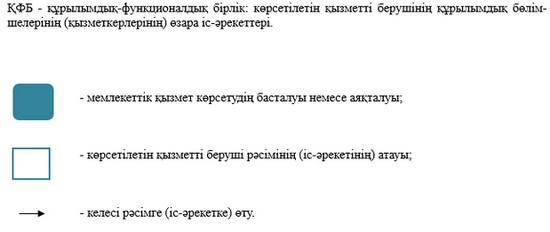 ҚФБ - құрылымдық-функционалдық бірлік: көрсетілетін қызметті берушінің құрылымдық бөлім-
шелерінің (қызметкерлерінің) өзара іс-әрекеттері.
- мемлекеттік қызмет көрсетудің басталуы немесе аяқталуы;
- көрсетілетін қызметті беруші рәсімінің (іс-әрекетінің) атауы;
- келесі рәсімге (іс-әрекетке) өту.